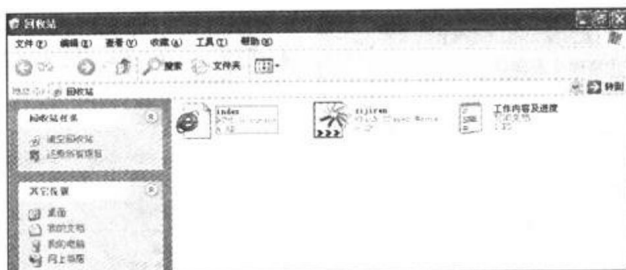 回收站
文件(F) 编辑(E) 查看(V) 收藏(A) 工具(T) 帮助(H)
搜索 文件夹
回收站 转到
回收站任务
清空回收站
还原所有项目
index
zijiren
工作内容及进度
其它位置
桌面
我的文档
我的电脑
网上邻居